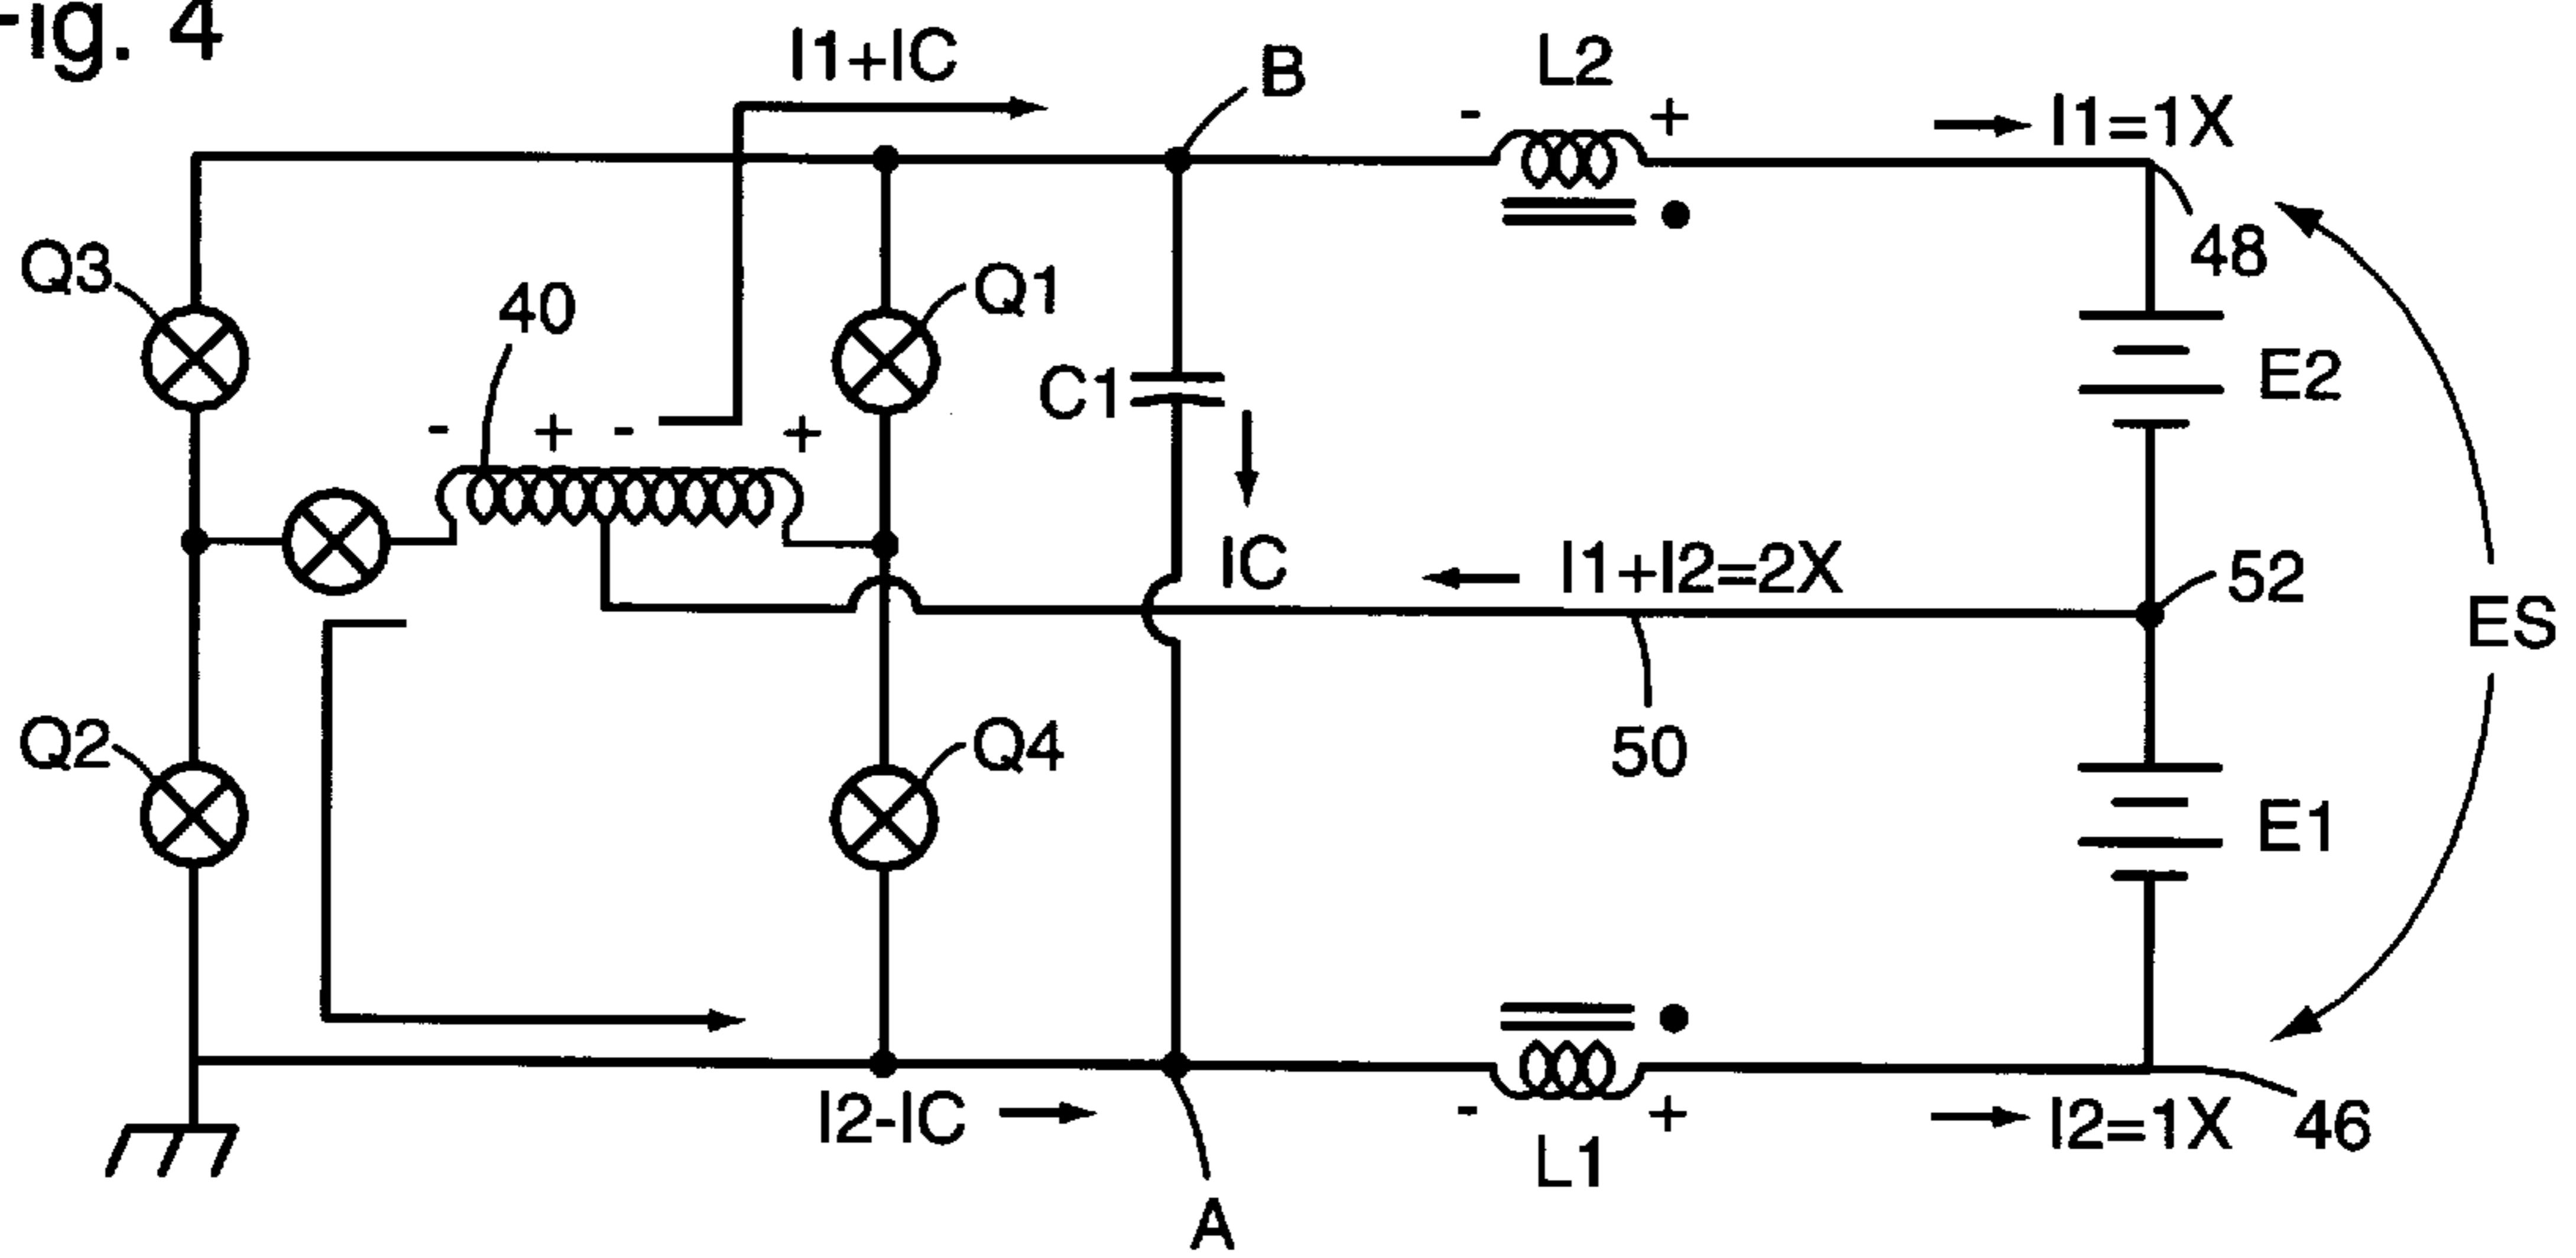 Fig. 4
I1+IC
B
L2
- +
I1=1X
48
Q3
40
Q1
C1
E2
- + - +
IC
I1+I2=2X
52
ES
Q2
Q4
50
E1
I2-IC
- +
L1
I2=1X
46
A